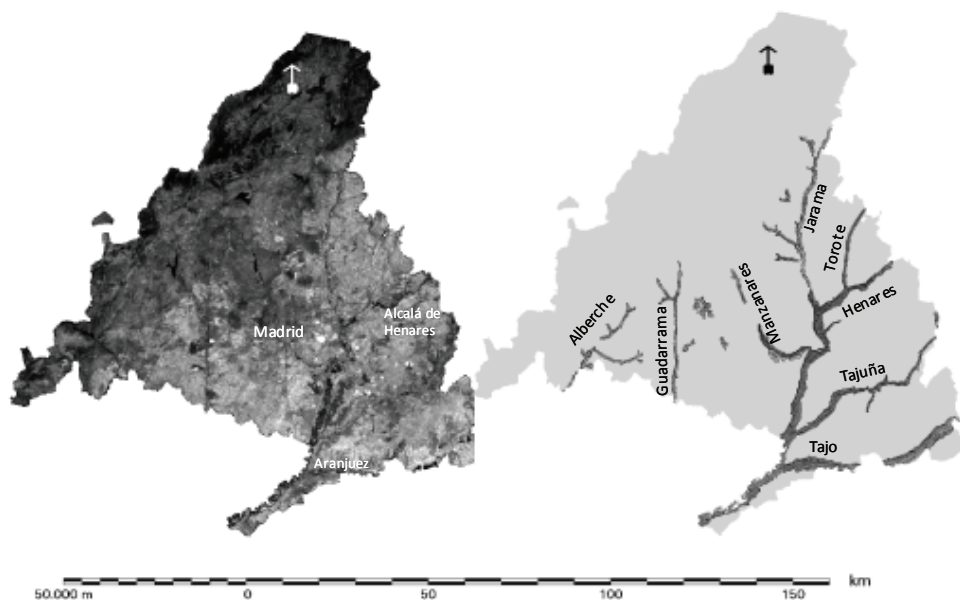 Madrid
Alcalá de
Henares
Aranjuez
Jarama
Torote
Henares
Manzanares
Alberche
Guadarrama
Tajuña
Tajo
km
50.000 m 0 50 100 150